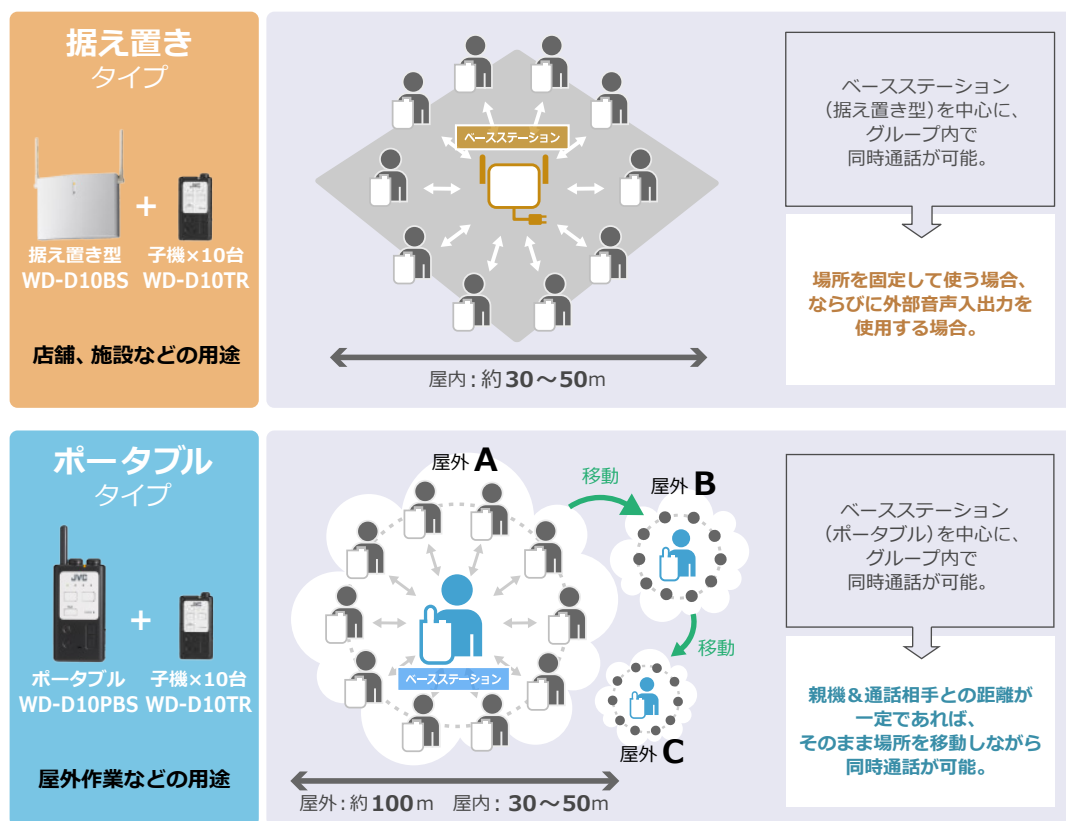 据え置き
タイプ
据え置き型
WD-D10BS
+
子機×10台
WD-D10TR
店舗、施設などの用途
ベースステーション
屋内：約30～50m
ベースステーション
（据え置き型）を中心に、
グループ内で
同時通話が可能。
場所を固定して使う場合、
ならびに外部音声入出力を
使用する場合。
ポータブル
タイプ
JVC
ポータブル
WD-D10PBS
+
子機×10台
WD-D10TR
屋外作業などの用途
屋外 A
移動
屋外 B
移動
屋外 C
ベースステーション
屋外：約100m 屋内：30～50m
ベースステーション
（ポータブル）を中心に、
グループ内で
同時通話が可能。
親機＆通話相手との距離が
一定であれば、
そのまま場所を移動しながら
同時通話が可能。